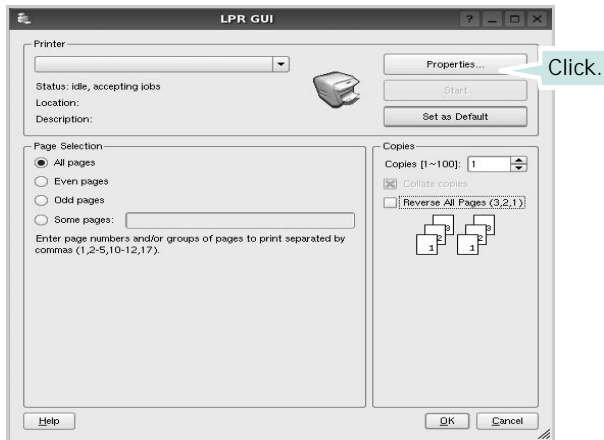 LPR GUI
Printer
Properties...
Click.
Status: idle, accepting jobs
Start
Location:
Description:
Set as Default
Page Selection
All pages
Even pages
Odd pages
Some pages:
Enter page numbers and/or groups of pages to print separated by
commas (1,2-5,10-12,17).
Copies
Copies [1~100]: 1
Collate copies
Reverse All Pages (3,2,1)
3 3
2 2
1 1
Help
OK
Cancel